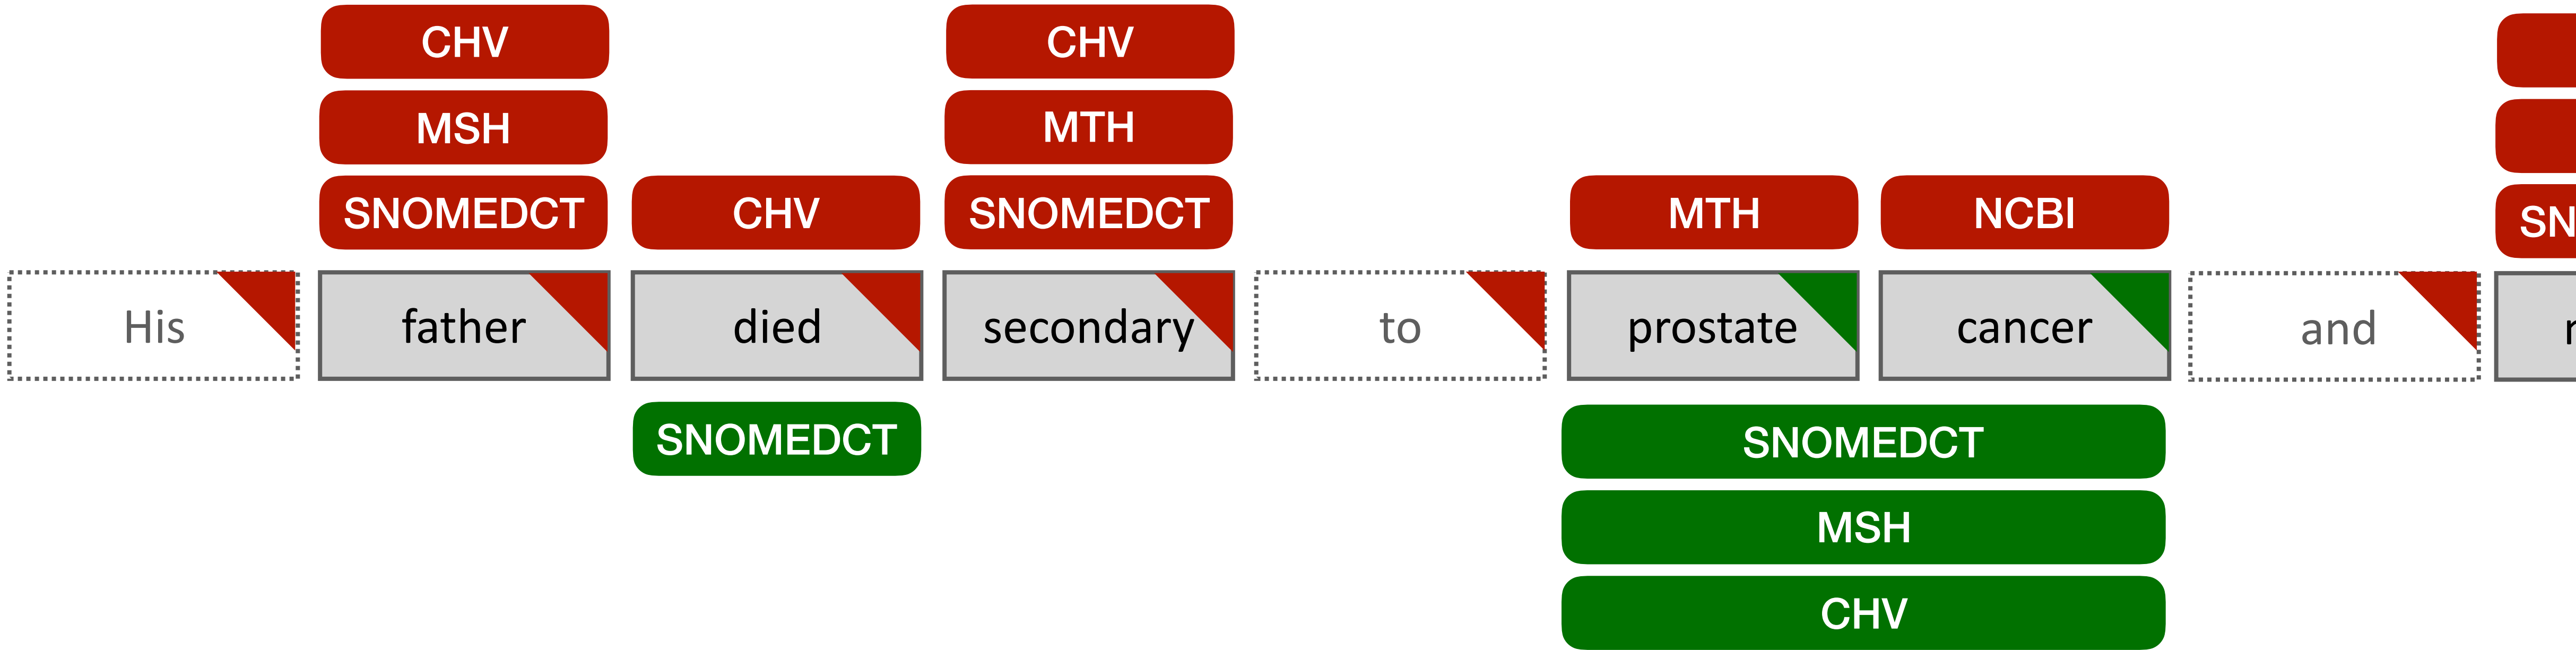 CHV CHV
MSH MTH
SNOMEDCT CHV SNOMEDCT MTH NCBI SN
His father died secondary to prostate cancer and
SNOMEDCT SNOMEDCT
MSH
CHV